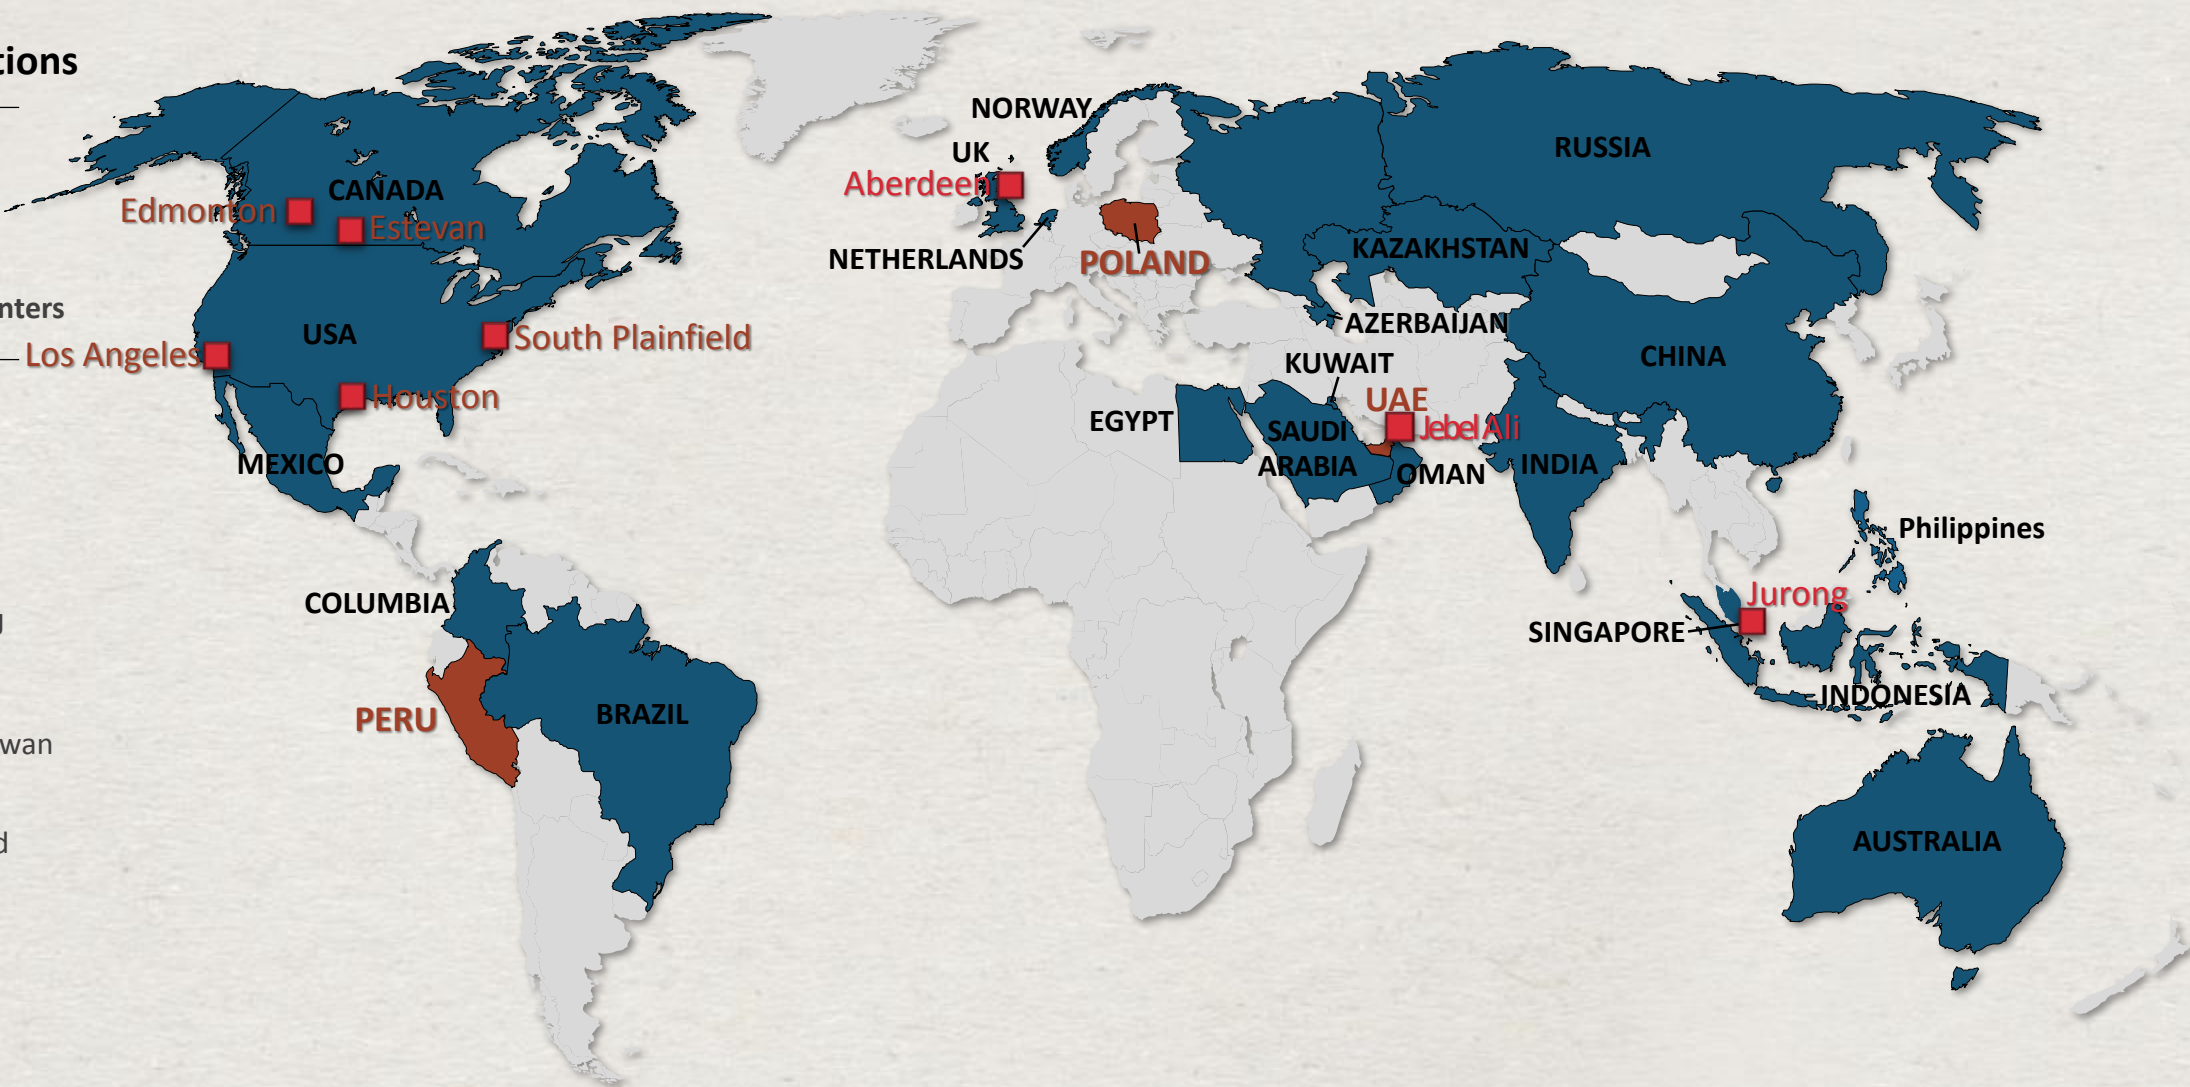 tions
nters
g
wan
d
NORWAY
UK
Aberdeen
RUSSIA
CANADA
Edmonton
Estevan
NETHERLANDS
POLAND
KAZAKHSTAN
USA
South Plainfield
Los Angeles
AZERBAIJAN
CHINA
KUWAIT
Houston
UAE
Jebel Ali
EGYPT
SAUDI
ARABIA
OMAN
INDIA
MEXICO
Philippines
COLUMBIA
Jurong
SINGAPORE
INDONESIA
PERU
BRAZIL
AUSTRALIA